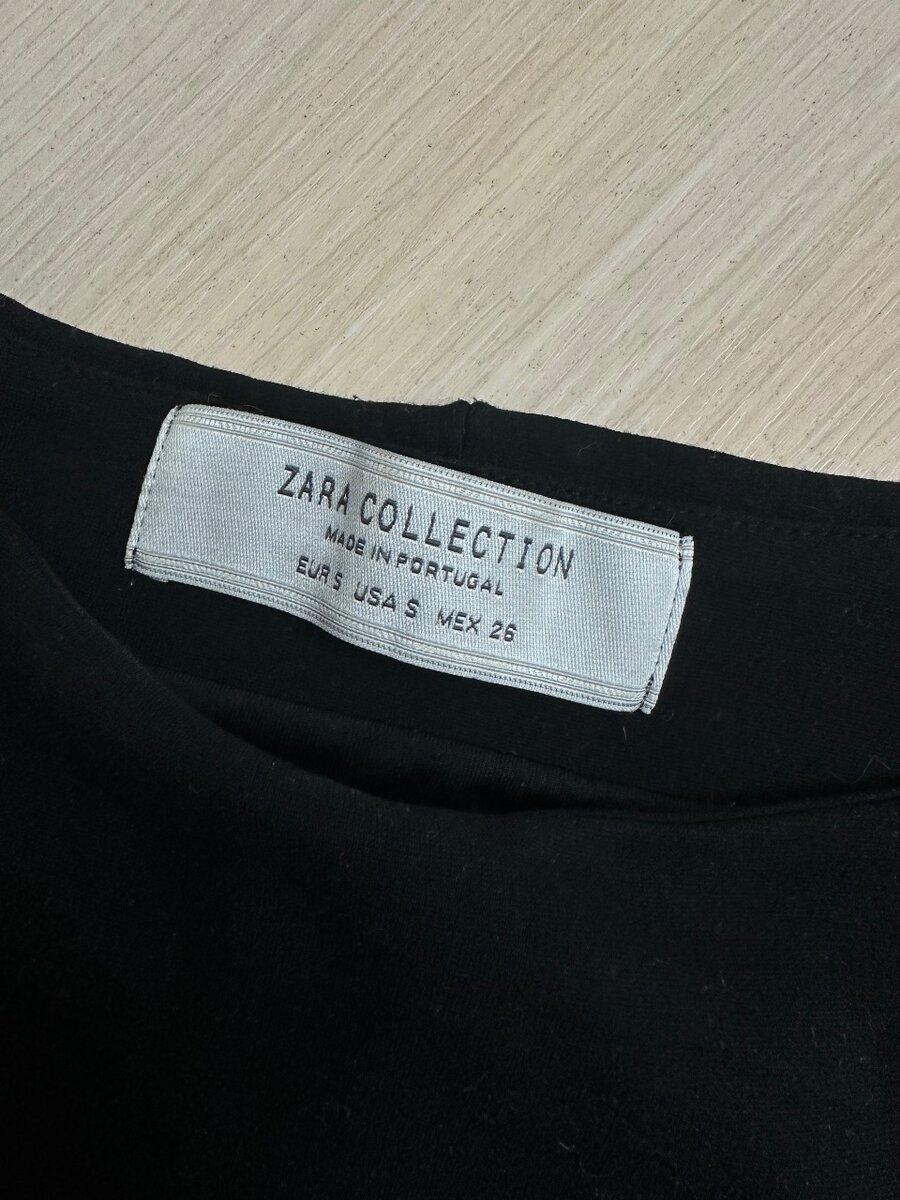 ZARA COLLECTION
MADE IN PORTUGAL
EUR S USA S MEX 26